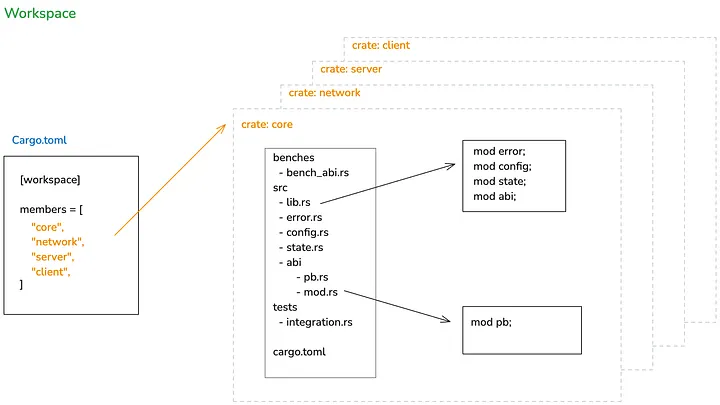 Workspace
crate: client
crate: server
crate: network
crate: core
Cargo.toml
[workspace]
members = [
"core",
"network",
"server",
"client",
]
benches
- bench_abi.rs
src
- lib.rs
- error.rs
- config.rs
- state.rs
- abi
- pb.rs
- mod.rs
tests
- integration.rs
cargo.toml
mod error;
mod config;
mod state;
mod abi;
mod pb;